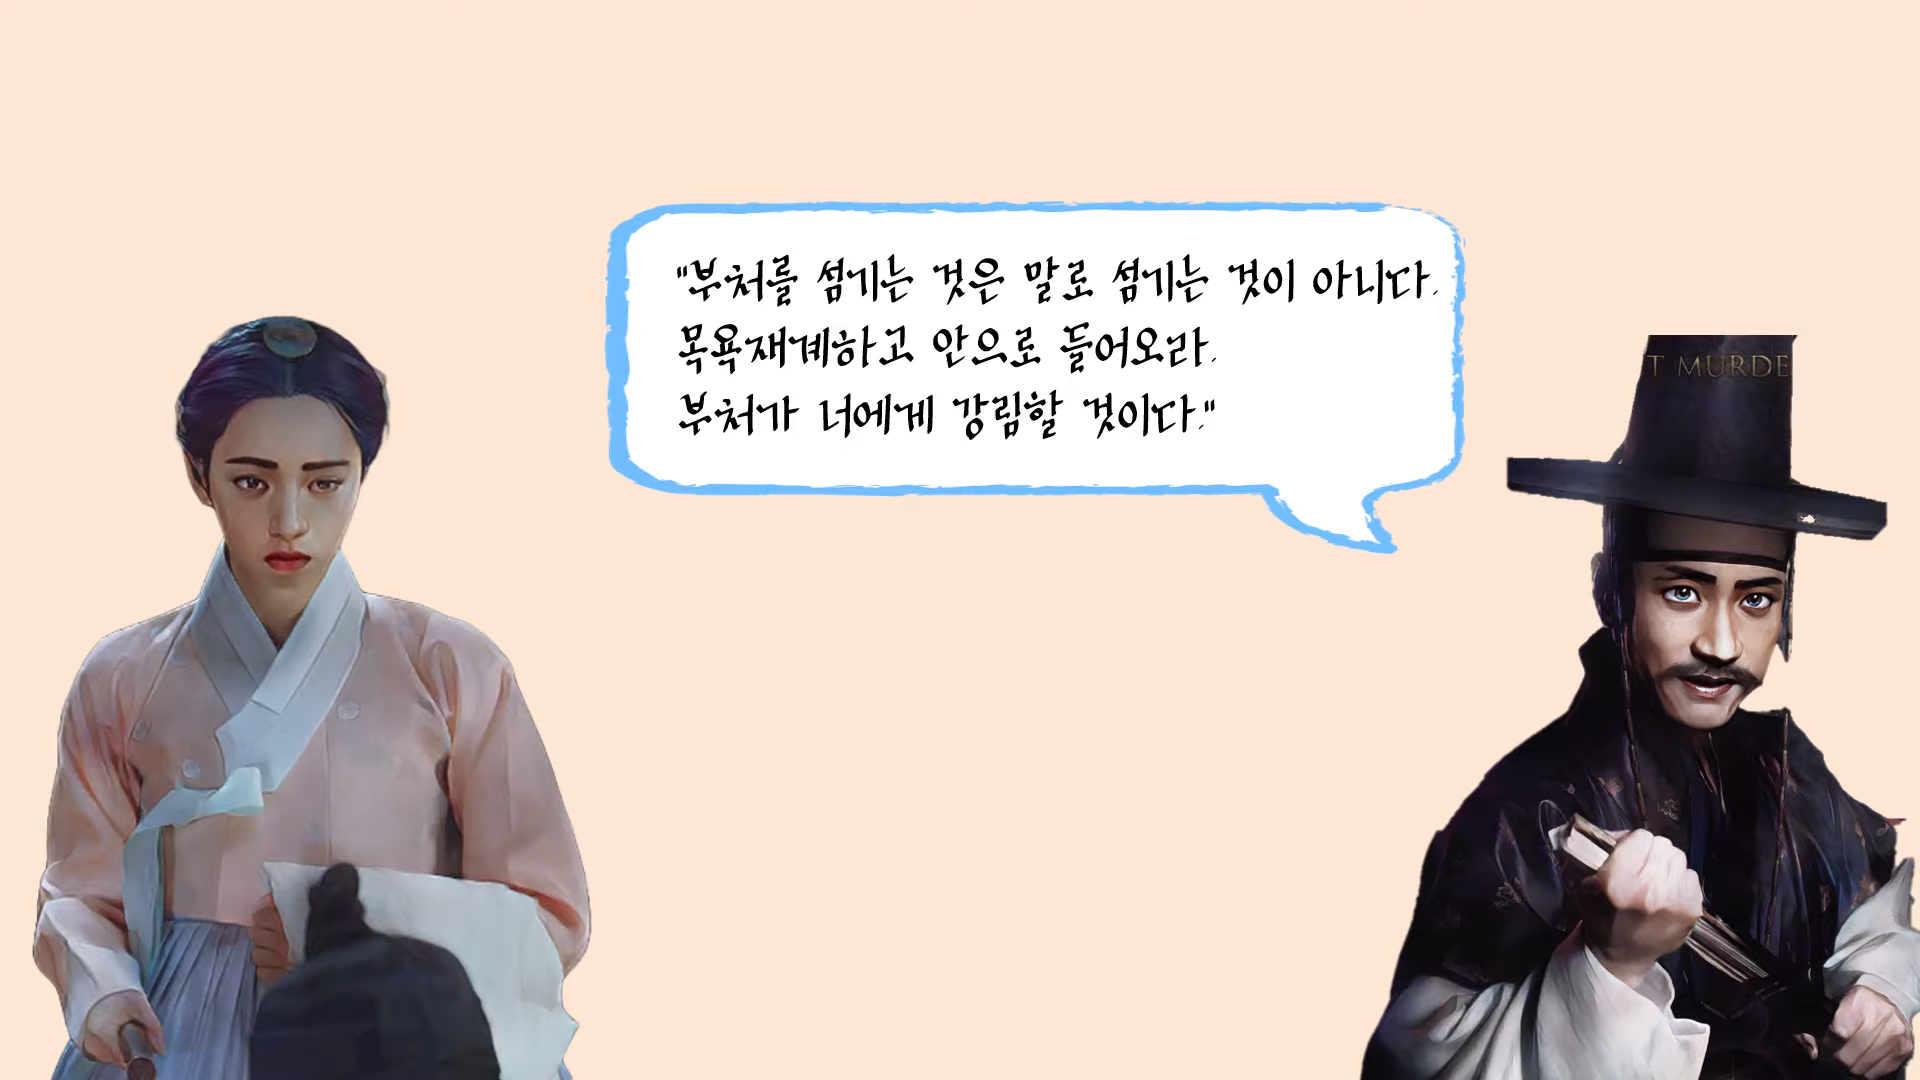 "부처를 섬기는 것은 말로 섬기는 것이 아니다.
목욕재계하고 안으로 들어오라.
부처가 너에게 강림할 것이다."
T MURDE